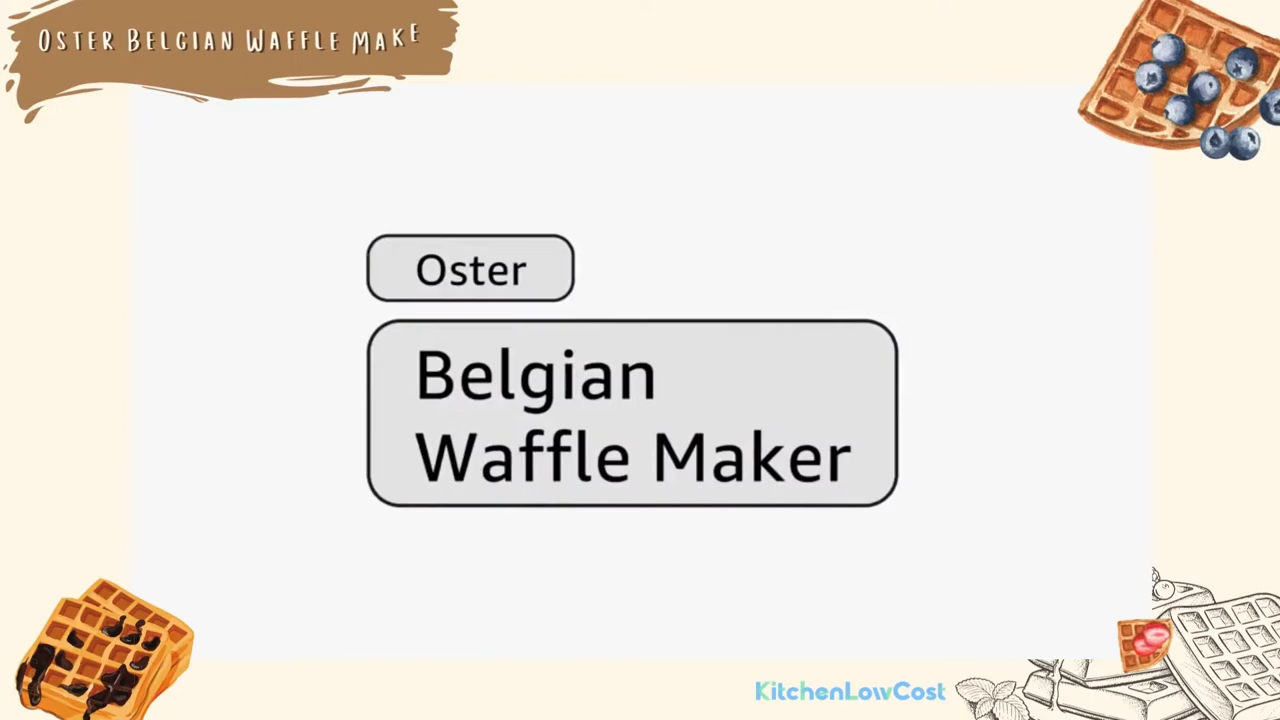 Oster Belgian Waffle Make
Oster
Belgian
Waffle Maker
KitchenLowCost